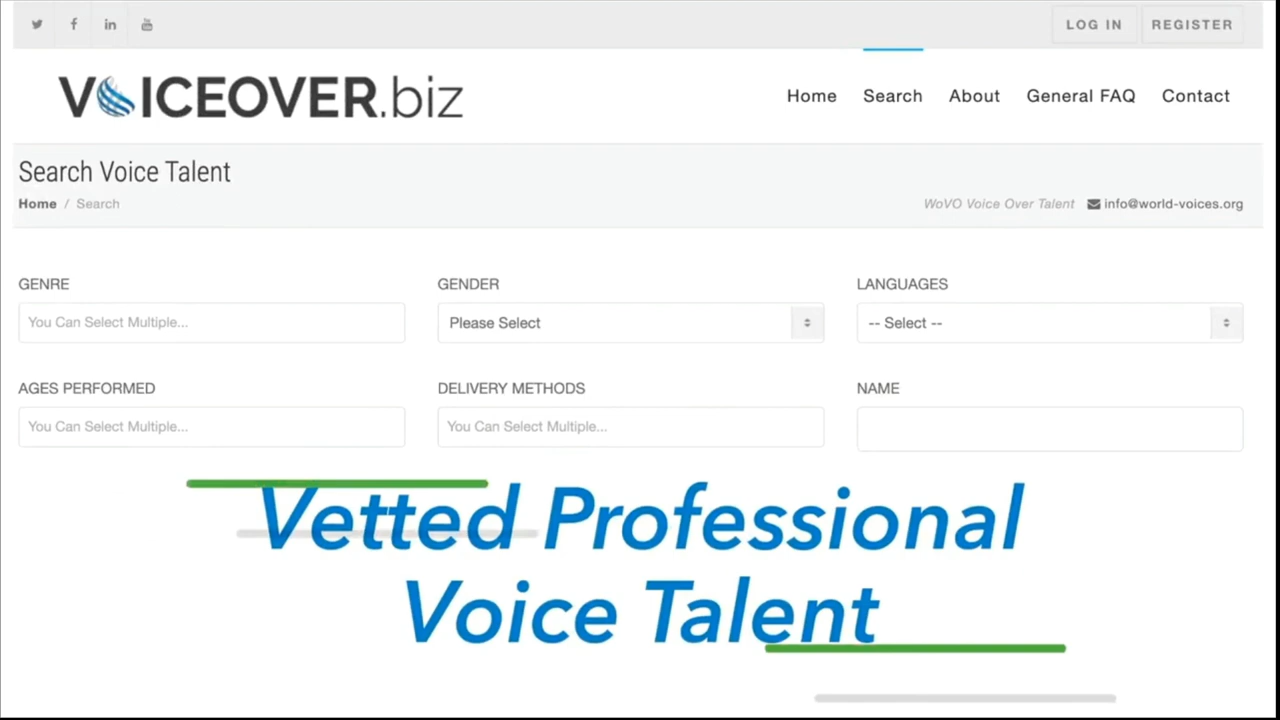 LOG IN REGISTER
VOICEOVER.biz
Home Search About General FAQ Contact
Search Voice Talent
Home / Search
WoVO Voice Over Talent info@world-voices.org
GENRE GENDER LANGUAGES
You Can Select Multiple... Please Select -- Select --
AGES PERFORMED DELIVERY METHODS NAME
You Can Select Multiple... You Can Select Multiple...
Vetted Professional
Voice Talent